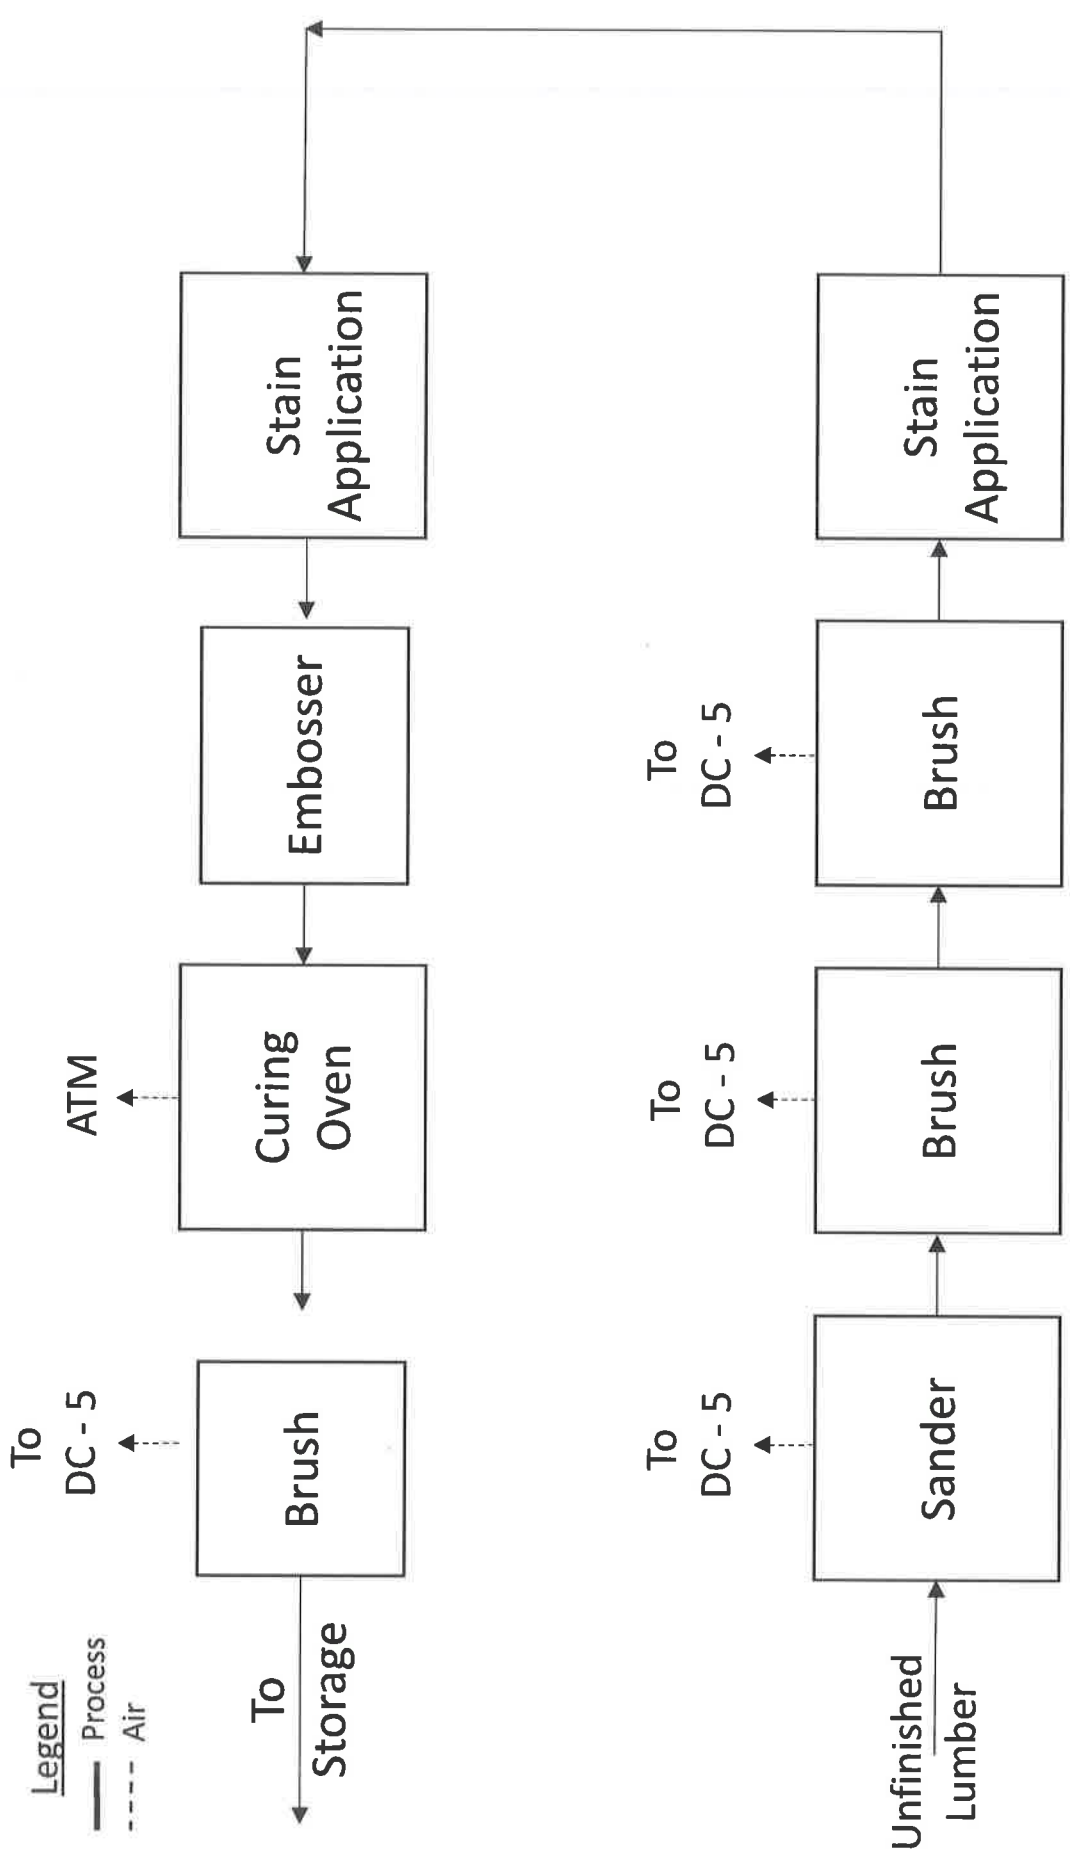 Legend
Process
Air
To
DC - 5
ATM
To
Storage
Brush
Curing
Oven
Embosser
Stain
Application
To
DC - 5
To
DC - 5
To
DC - 5
Unfinished
Lumber
Sander
Brush
Brush
Stain
Application